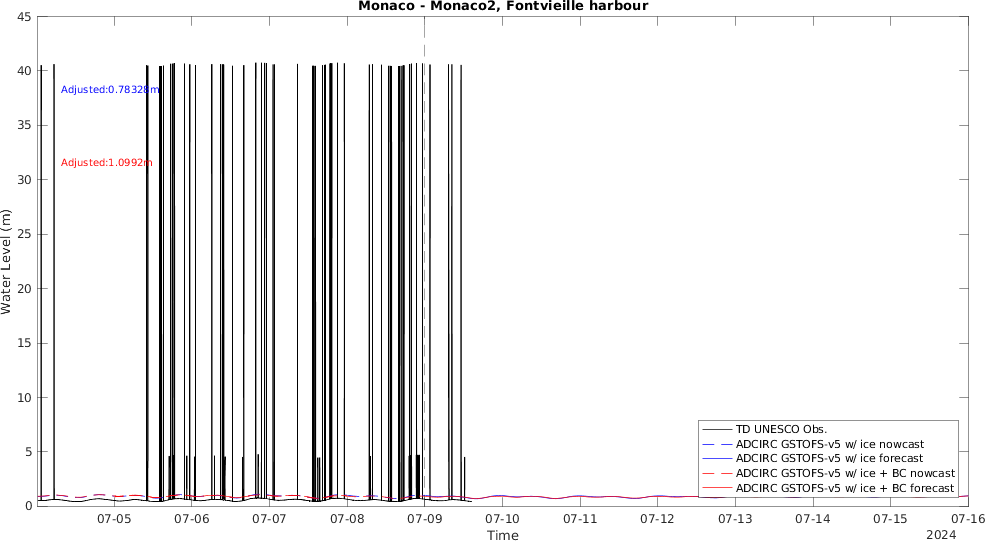 Monaco - Monaco2, Fontvieille harbour
45
40
35
30
25
20
15
10
5
0
Water Level (m)
Adjusted:0.78328m
Adjusted:1.0992m
TD UNESCO Obs.
ADCIRC GSTOFS-v5 w/ ice nowcast
ADCIRC GSTOFS-v5 w/ ice forecast
ADCIRC GSTOFS-v5 w/ ice + BC nowcast
ADCIRC GSTOFS-v5 w/ ice + BC forecast
07-05 07-06 07-07 07-08 07-09 07-10 07-11 07-12 07-13 07-14 07-15 07-16
Time
2024